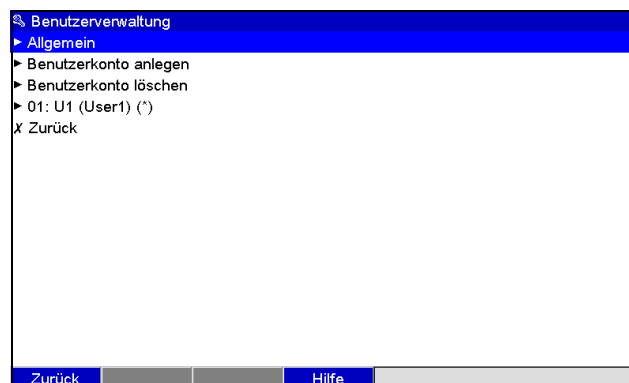 Benutzerverwaltung
Allgemein
Benutzerkonto anlegen
Benutzerkonto löschen
01: U1 (User1) (*)
X Zurück
Zurück Hilfe